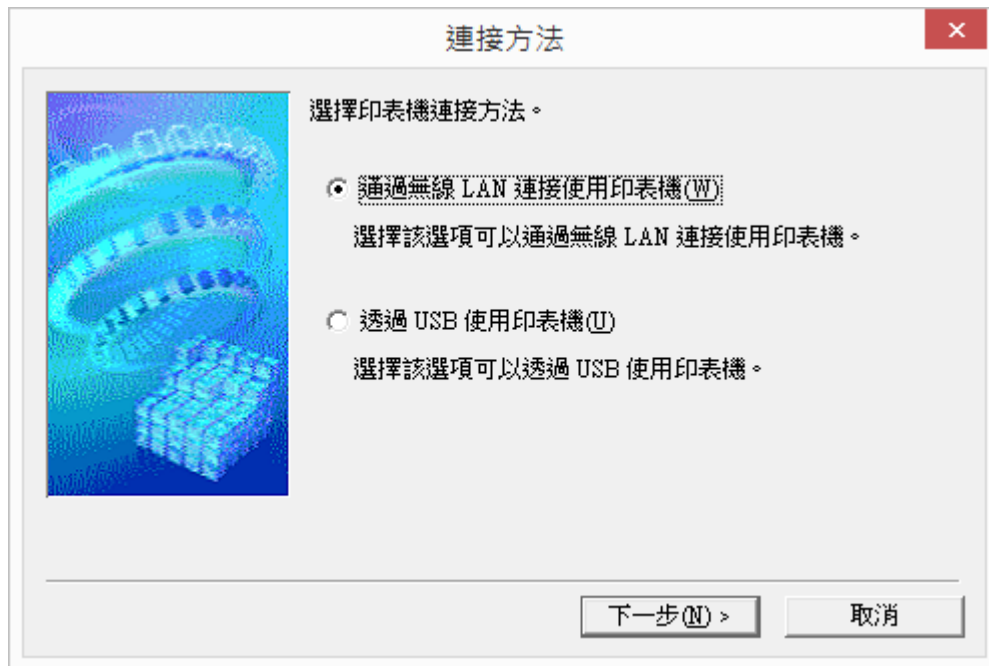 連接方法
選擇印表機連接方法。
通過無線 LAN 連接使用印表機(W)
選擇該選項可以通過無線 LAN 連接使用印表機。
透過 USB 使用印表機(U)
選擇該選項可以透過 USB 使用印表機。
下一步(N) >
取消